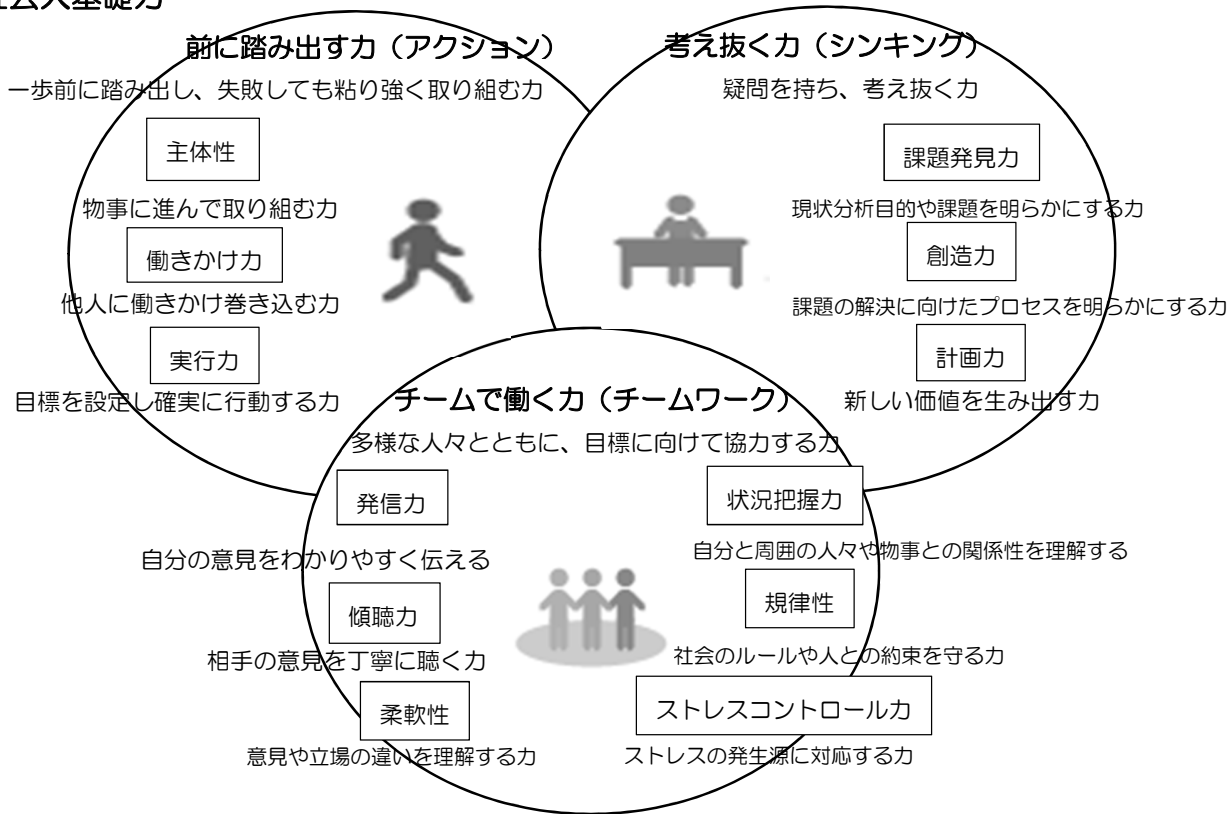 社会人基礎力
前に踏み出す力（アクション）
一歩前に踏み出し、失敗しても粘り強く取り組む力
主体性
物事に進んで取り組む力
働きかけ力
他人に働きかけ巻き込む力
実行力
目標を設定し確実に行動する力
考え抜く力（シンキング）
疑問を持ち、考え抜く力
課題発見力
現状分析目的や課題を明らかにする力
創造力
課題の解決に向けたプロセスを明らかにする力
計画力
新しい価値を生み出す力
チームで働く力（チームワーク）
多様な人々とともに、目標に向けて協力する力
発信力
自分の意見をわかりやすく伝える
傾聴力
相手の意見を丁寧に聴く力
柔軟性
意見や立場の違いを理解する力
状況把握力
自分と周囲の人々や物事との関係性を理解する
規律性
社会のルールや人との約束を守る力
ストレスコントロール力
ストレスの発生源に対応する力